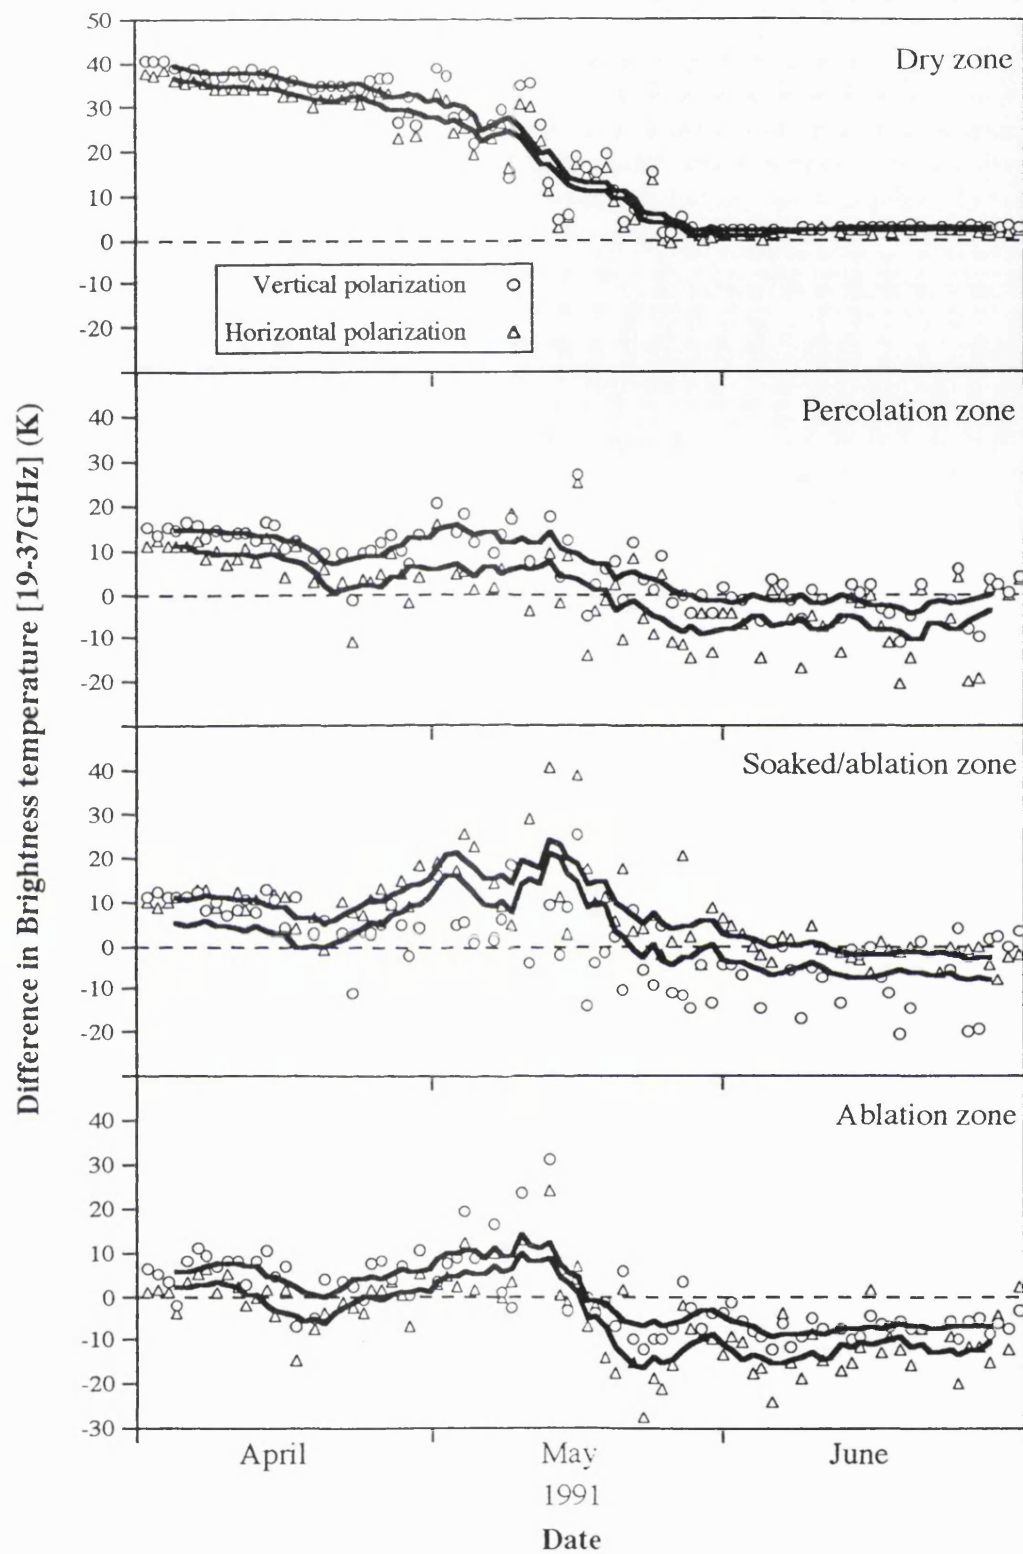 Difference in Brightness temperature [19-37GHz] (K)
50
40
30
20
10
0
-10
-20
Dry zone
Vertical polarization
Horizontal polarization
40
30
20
10
0
-10
-20
Percolation zone
40
30
20
10
0
-10
-20
Soaked/ablation zone
40
30
20
10
0
-10
-20
-30
Ablation zone
April
May
June
1991
Date